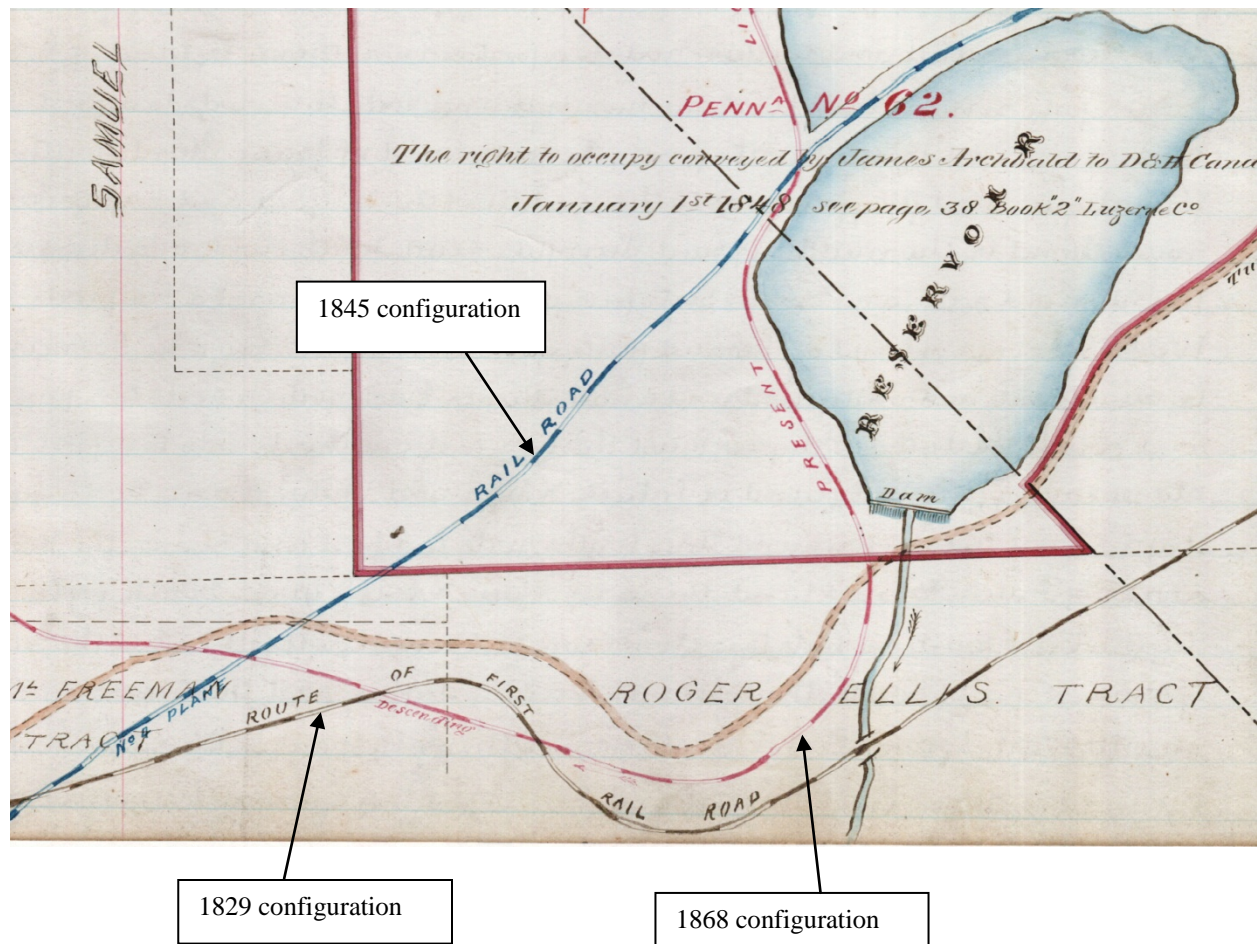 SAMUEL
LI
PENNA No 62.
The right to occupy conveyed by James Archbald to D&H Cana
January 1st 1848 see page 38 Book "2" Luzerne Co
RESERVOIR
1845 configuration
RAIL ROAD
PRESENT
Dam
FREEMAN
TRACT
No 4 PLANE
ROUTE OF FIRST RAIL ROAD
Descending
ROGER ELLIS. TRACT
1829 configuration
1868 configuration